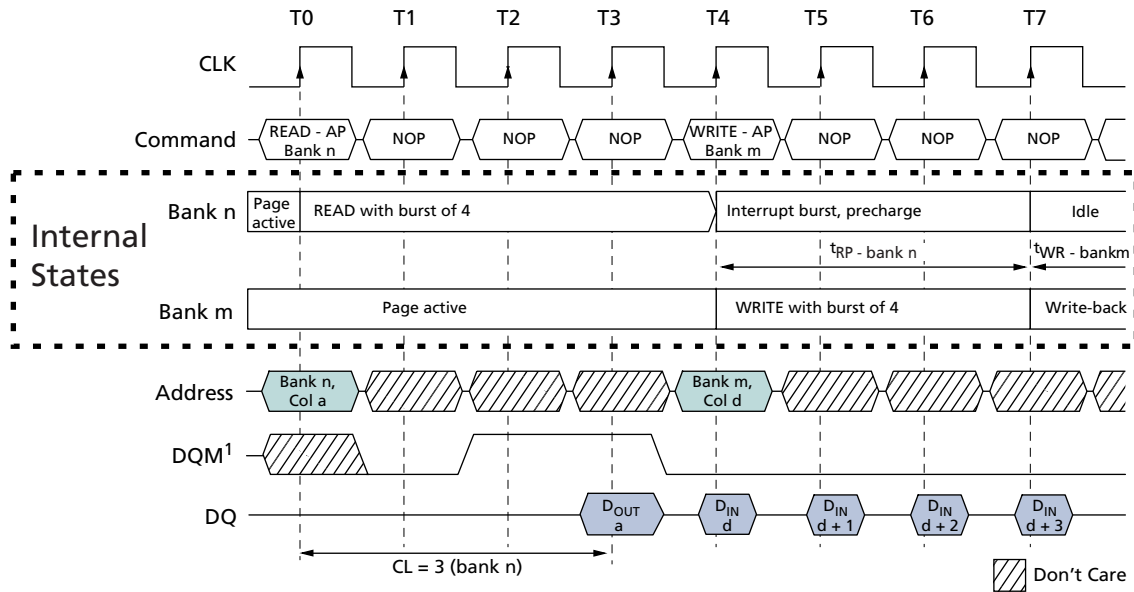 T0 T1 T2 T3 T4 T5 T6 T7
CLK
Command
READ - AP
Bank n
NOP
NOP
NOP
WRITE - AP
Bank m
NOP
NOP
NOP
Internal
States
Bank n
Page
active
READ with burst of 4
Interrupt burst, precharge
Idle
tRP - bank n
tWR - bankm
Bank m
Page active
WRITE with burst of 4
Write-back
Address
Bank n,
Col a
Bank m,
Col d
DQM1
DQ
DOUT
a
DIN
d
DIN
d + 1
DIN
d + 2
DIN
d + 3
CL = 3 (bank n)
Don't Care